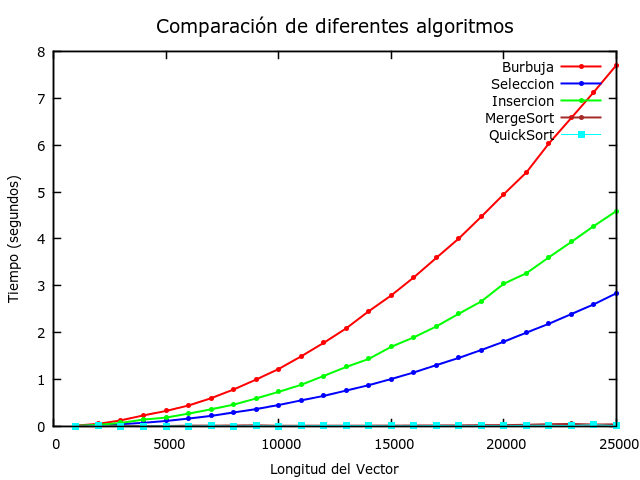 Comparación de diferentes algoritmos
8
7
6
5
4
3
2
1
0
Tiempo (segundos)
Burbuja
Seleccion
Insercion
MergeSort
QuickSort
0 5000 10000 15000 20000 25000
Longitud del Vector